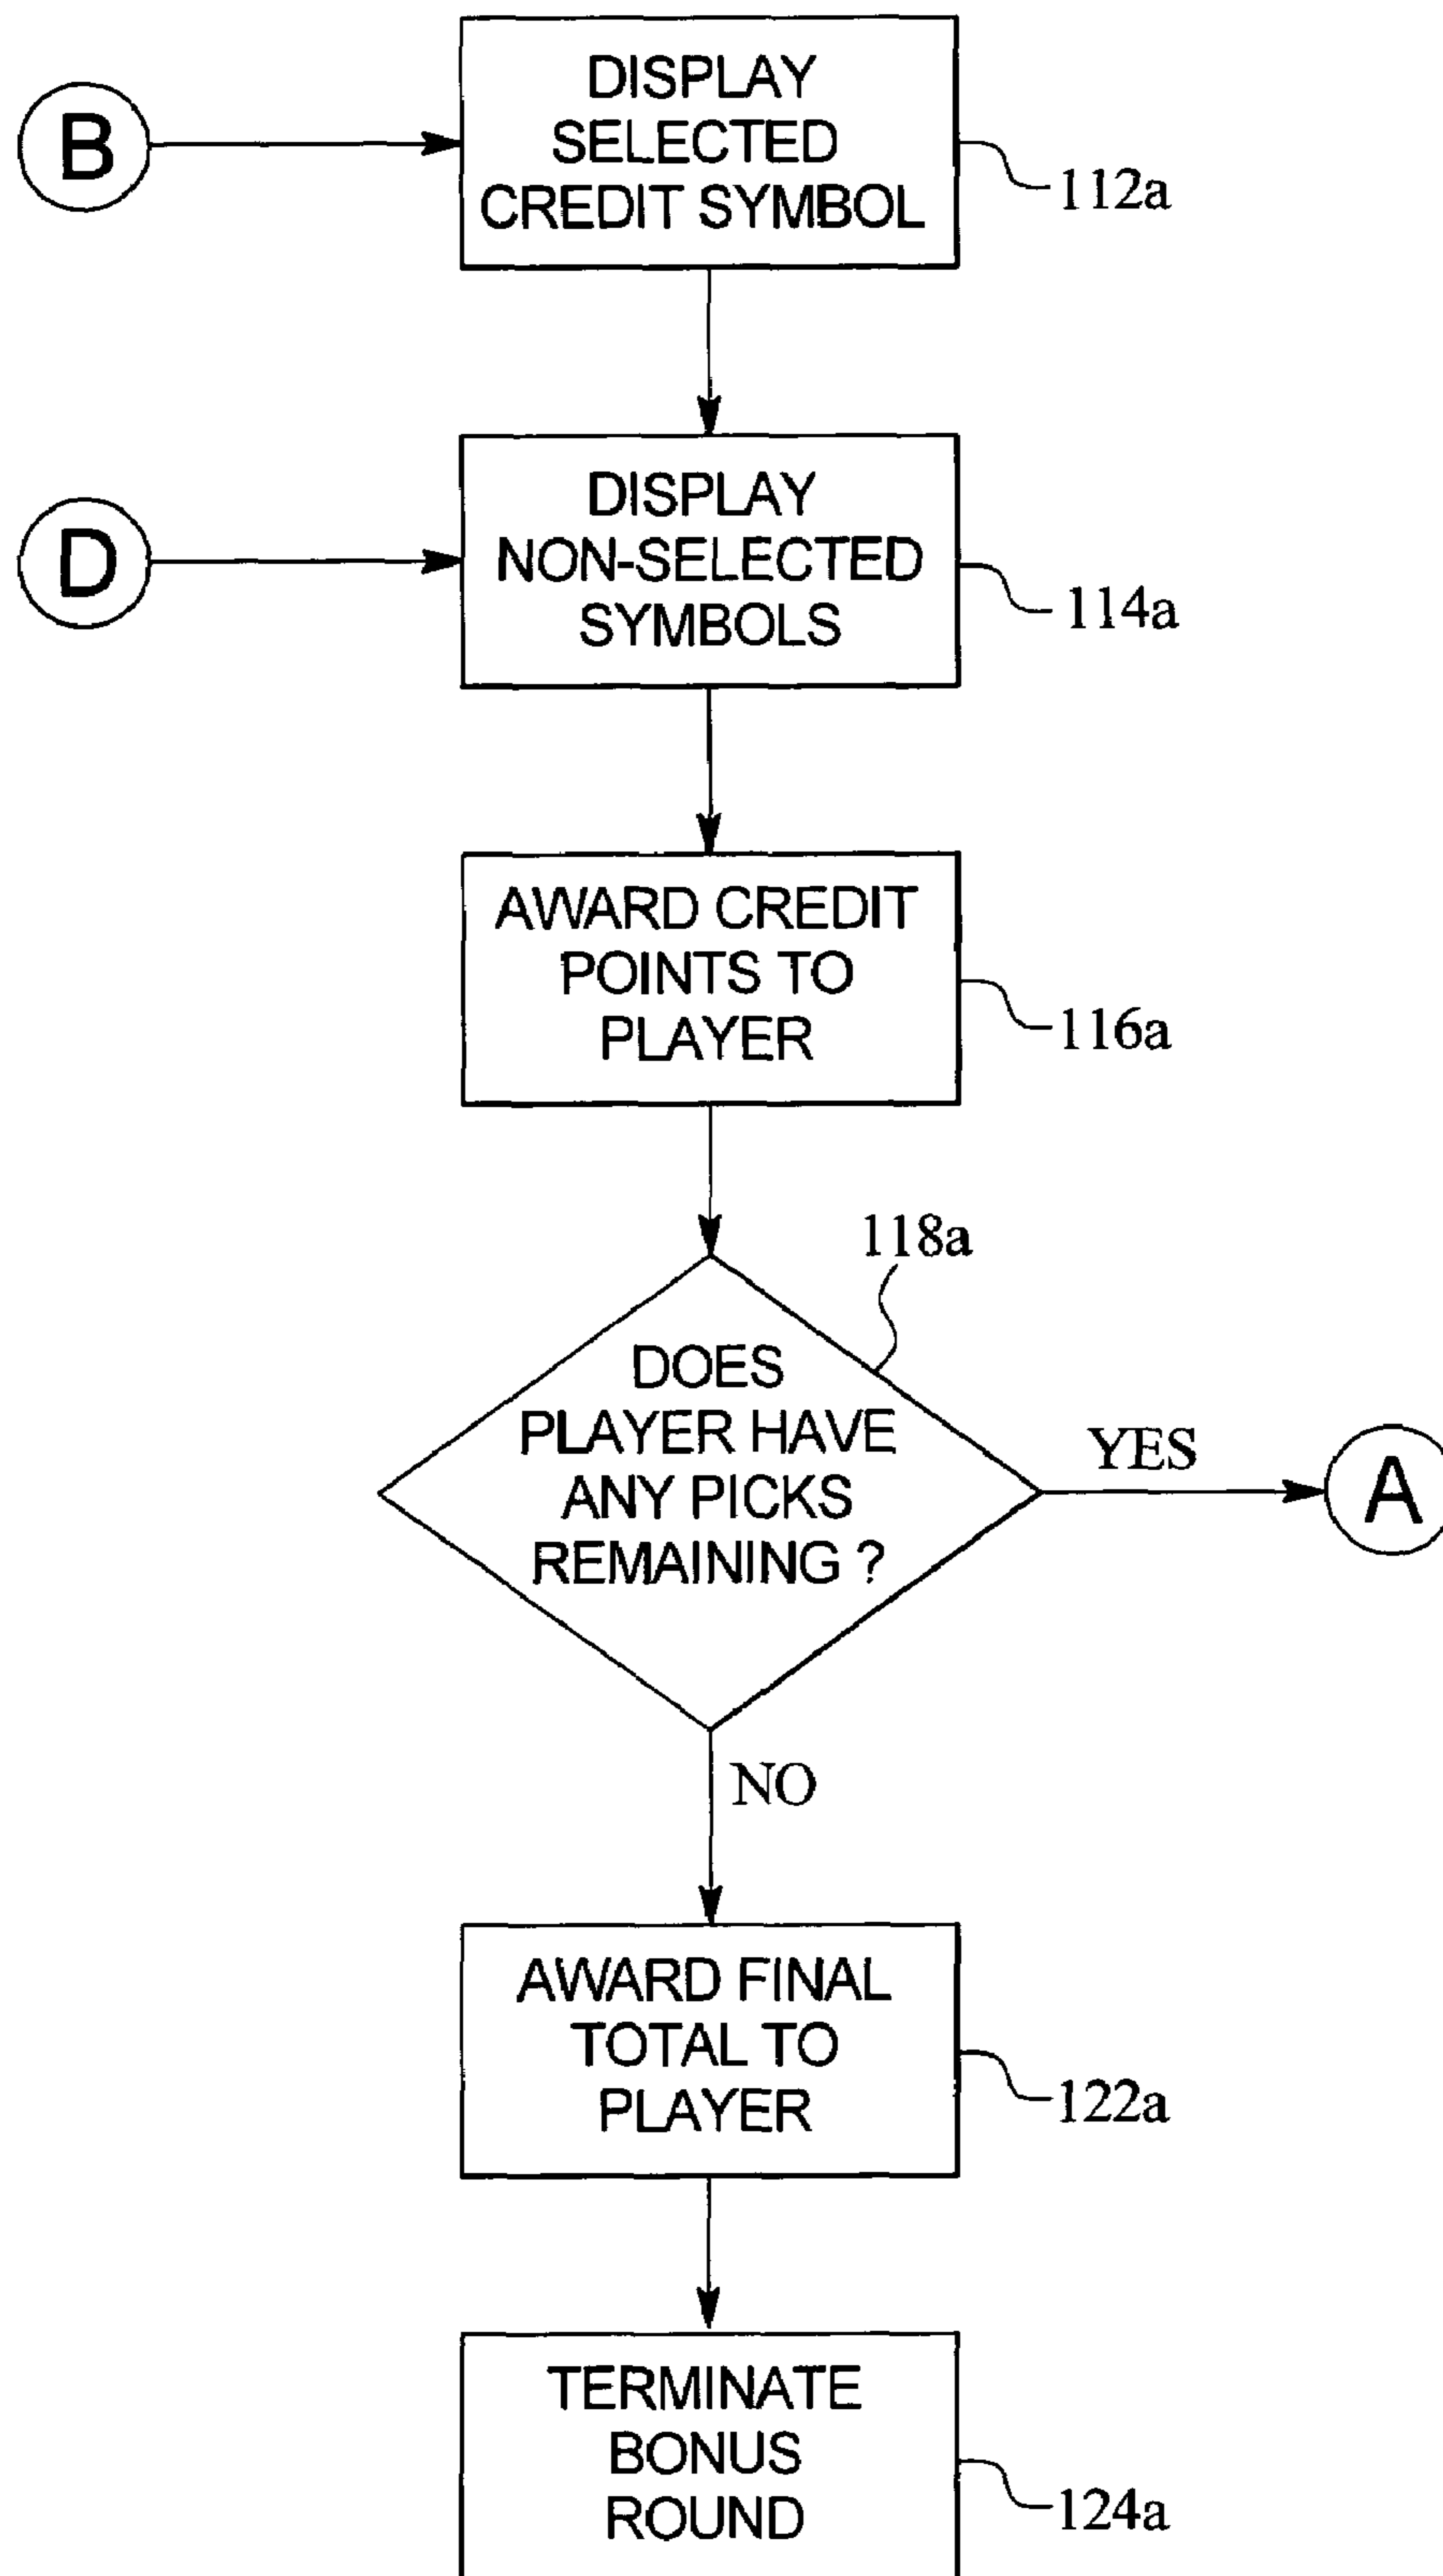 B
DISPLAY
SELECTED
CREDIT SYMBOL
112a
D
DISPLAY
NON-SELECTED
SYMBOLS
114a
AWARD CREDIT
POINTS TO
PLAYER
116a
118a
DOES
PLAYER HAVE
ANY PICKS
REMAINING ?
YES
A
NO
AWARD FINAL
TOTAL TO
PLAYER
122a
TERMINATE
BONUS
ROUND
124a